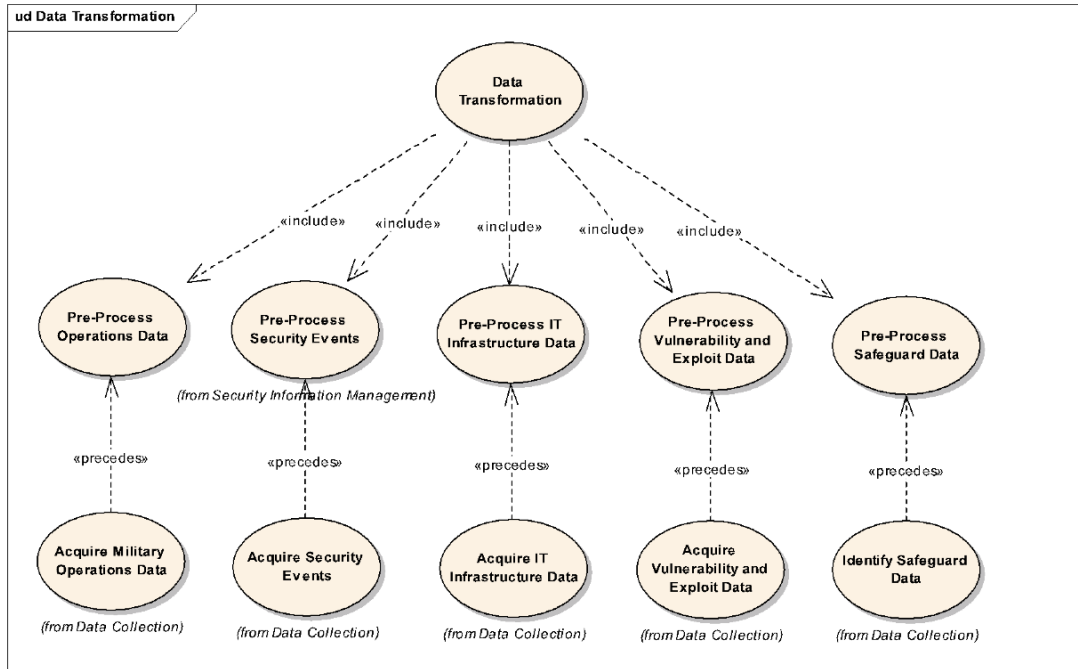 ud Data Transformation
Data
Transformation
«include»
«include»
«include»
«include»
«include»
Pre-Process
Operations Data
Pre-Process
Security Events
Pre-Process IT
Infrastructure Data
Pre-Process
Vulnerability and
Exploit Data
Pre-Process
Safeguard Data
(from Security Information Management)
«precedes»
«precedes»
«precedes»
«precedes»
«precedes»
Acquire Military
Operations Data
Acquire Security
Events
Acquire IT
Infrastructure Data
Acquire
Vulnerability and
Exploit Data
Identify Safeguard
Data
(from Data Collection)
(from Data Collection)
(from Data Collection)
(from Data Collection)
(from Data Collection)